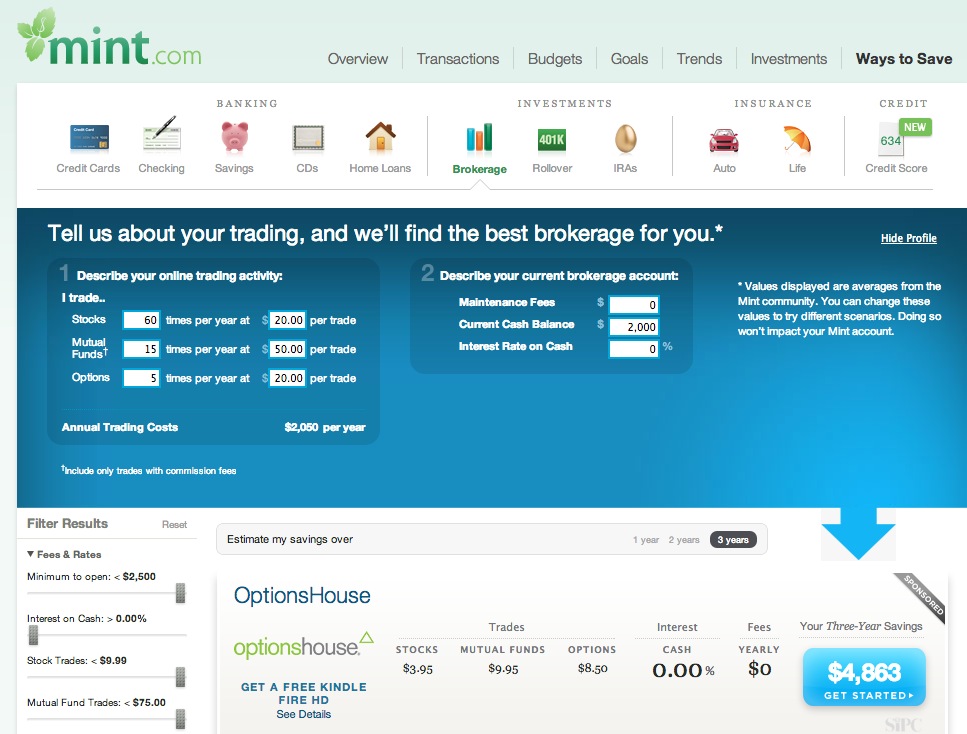 mint.com
Overview Transactions Budgets Goals Trends Investments Ways to Save
BANKING INVESTMENTS INSURANCE CREDIT
Credit Card 401K 634 NEW
Credit Cards Checking Savings CDs Home Loans Brokerage Rollover IRAs Auto Life Credit Score
Tell us about your trading, and we'll find the best brokerage for you.*
Hide Profile
1 Describe your online trading activity:
I trade..
Stocks 60 times per year at $ 20.00 per trade
Mutual
Funds† 15 times per year at $ 50.00 per trade
Options 5 times per year at $ 20.00 per trade
Annual Trading Costs $2,050 per year
†Include only trades with commission fees
2 Describe your current brokerage account:
Maintenance Fees $ 0
Current Cash Balance $ 2,000
Interest Rate on Cash 0 %
* Values displayed are averages from the
Mint community. You can change these
values to try different scenarios. Doing so
won't impact your Mint account.
Filter Results Reset
▼ Fees & Rates
Minimum to open: < $2,500
Interest on Cash: > 0.00%
Stock Trades: < $9.99
Mutual Fund Trades: < $75.00
Estimate my savings over 1 year 2 years 3 years
SPONSORED
OptionsHouse
optionshouse
GET A FREE KINDLE
FIRE HD
See Details
Trades Interest Fees
STOCKS MUTUAL FUNDS OPTIONS CASH YEARLY
$3.95 $9.95 $8.50 0.00% $0
Your Three-Year Savings
$4,863
GET STARTED▸
SIPC